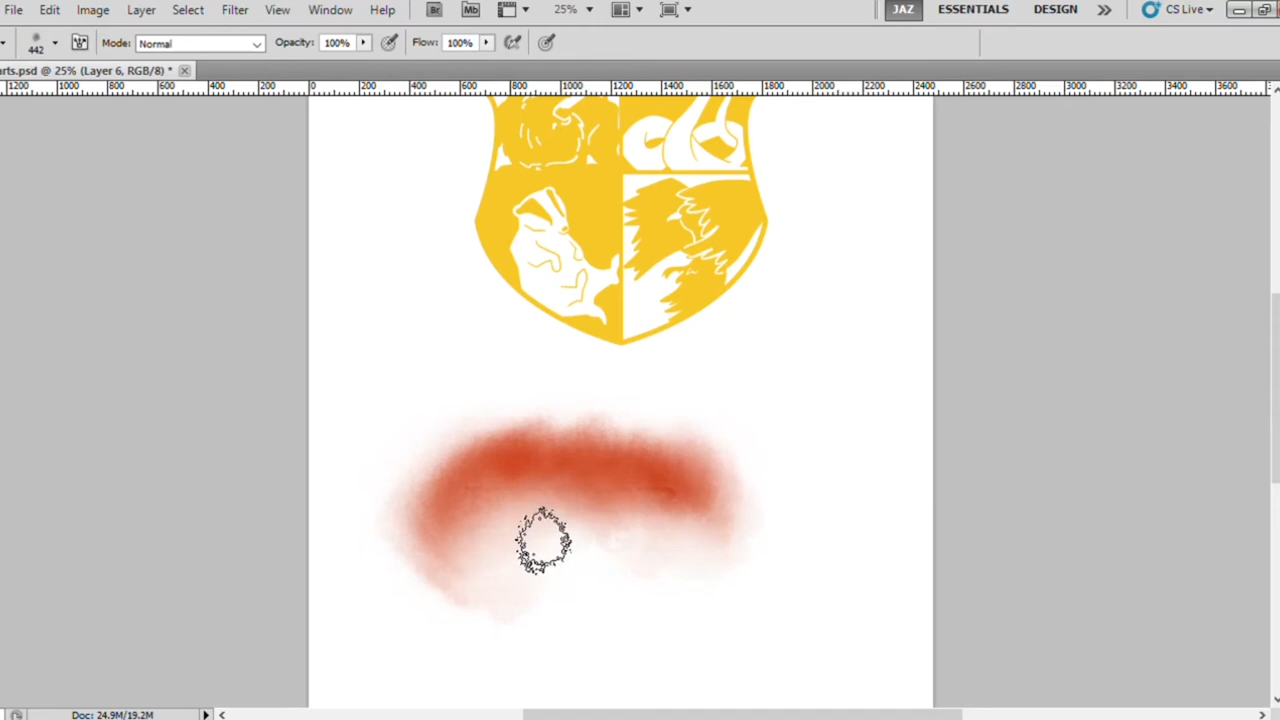 File Edit Image Layer Select Filter View Window Help Br Mb 25% JAZ ESSENTIALS DESIGN CS Live
442 Mode: Normal Opacity: 100% Flow: 100%
arts.psd @ 25% (Layer 6, RGB/8) *
1200 1000 800 600 400 200 0 200 400 600 800 1000 1200 1400 1600 1800 2000 2200 2400 2600 2800 3000 3200 3400 3600
Doc: 24.9M/19.2M